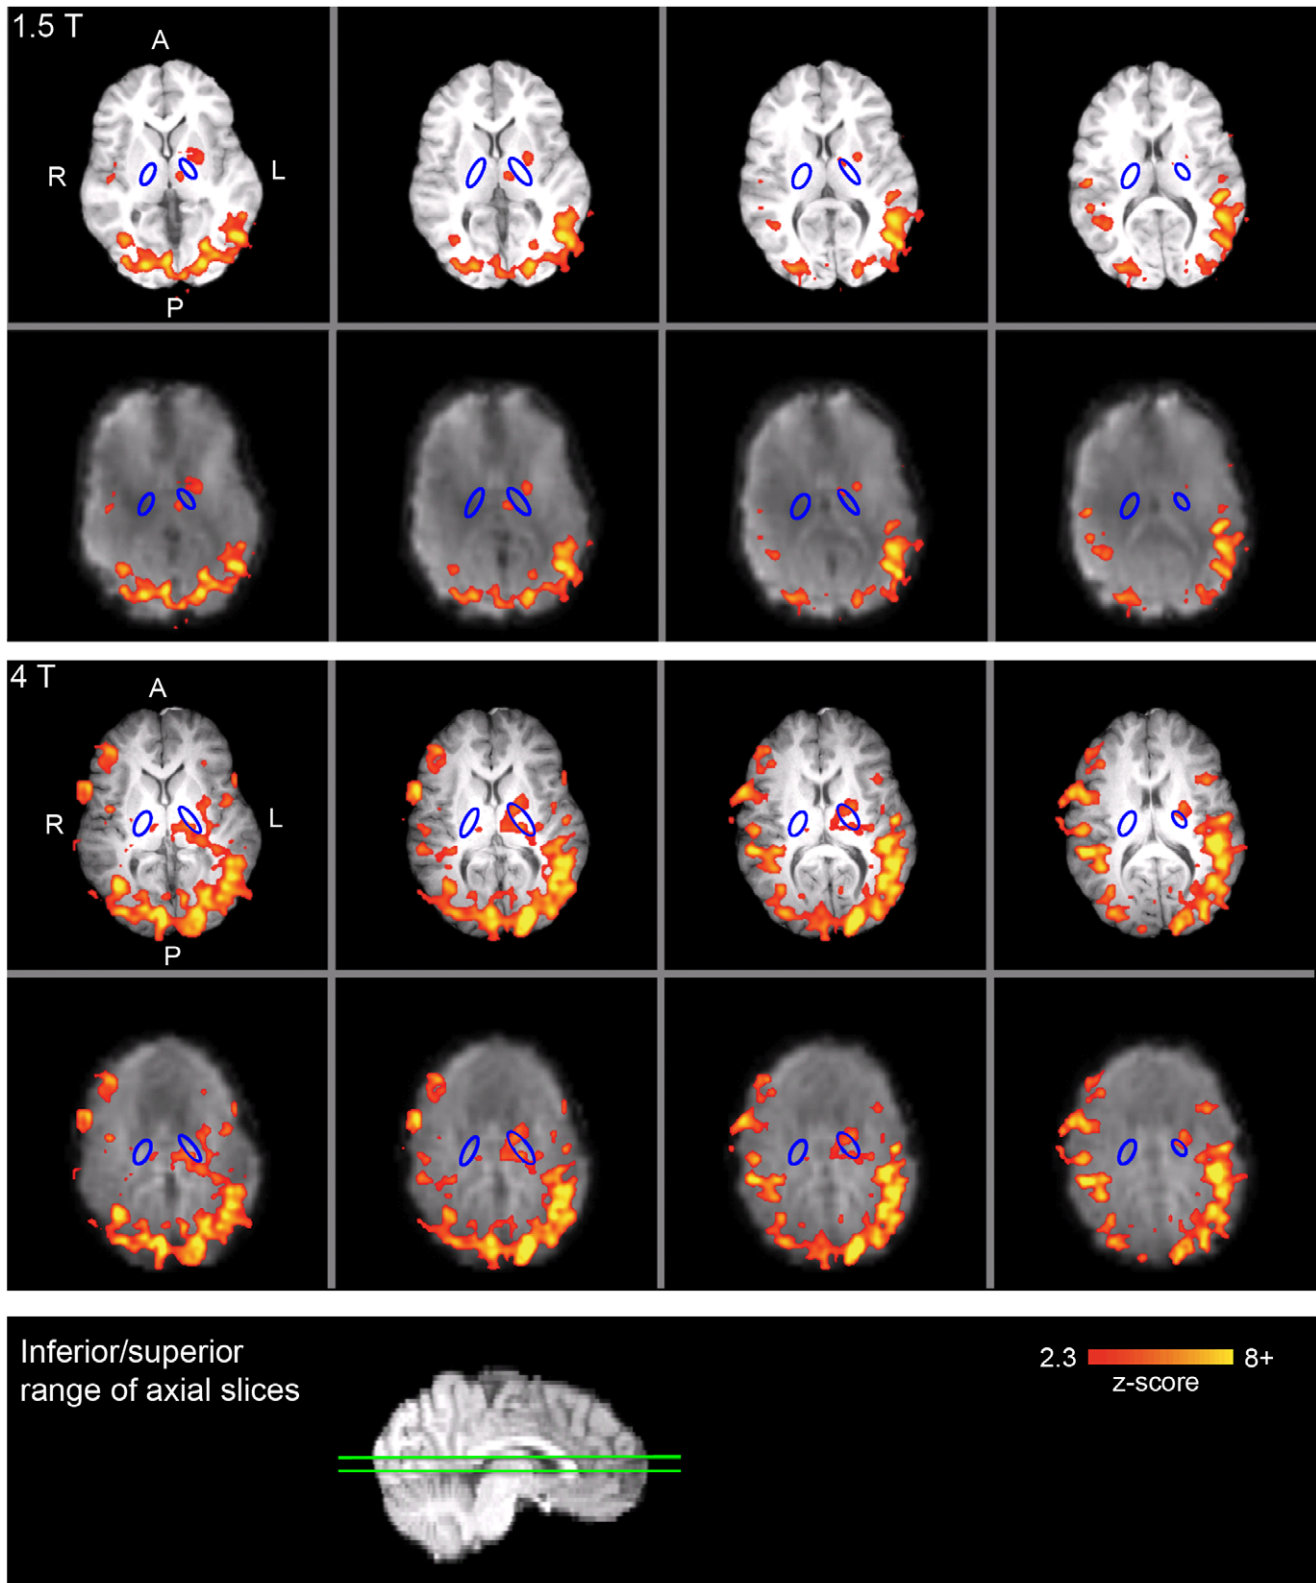 1.5 T
A
R
L
P
4 T
A
R
L
P
Inferior/superior
range of axial slices
2.3
8+
z-score